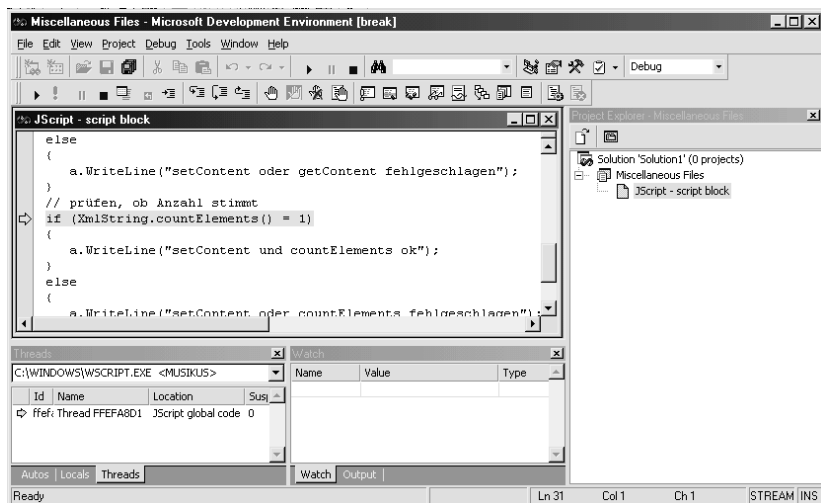 Miscellaneous Files - Microsoft Development Environment [break]
File Edit View Project Debug Tools Window Help
Debug
JScript - script block
else
{
a.WriteLine("setContent oder getContent fehlgeschlagen");
}
// prüfen, ob Anzahl stimmt
if (XmlString.countElements() = 1)
{
a.WriteLine("setContent und countElements ok");
}
else
{
a.WriteLine("setContent oder countElements fehlgeschlagen");
Project Explorer - Miscellaneous Files
Solution 'Solution1' (0 projects)
Miscellaneous Files
JScript - script block
Threads
C:\WINDOWS\WSCRIPT.EXE <MUSIKUS>
Id Name Location
Thread FFEFA8D1 JScript global code 0
Autos Locals Threads
Watch
Name Value Type
Watch Output
Ready Ln 31 Col 1 Ch 1 STREAM INS